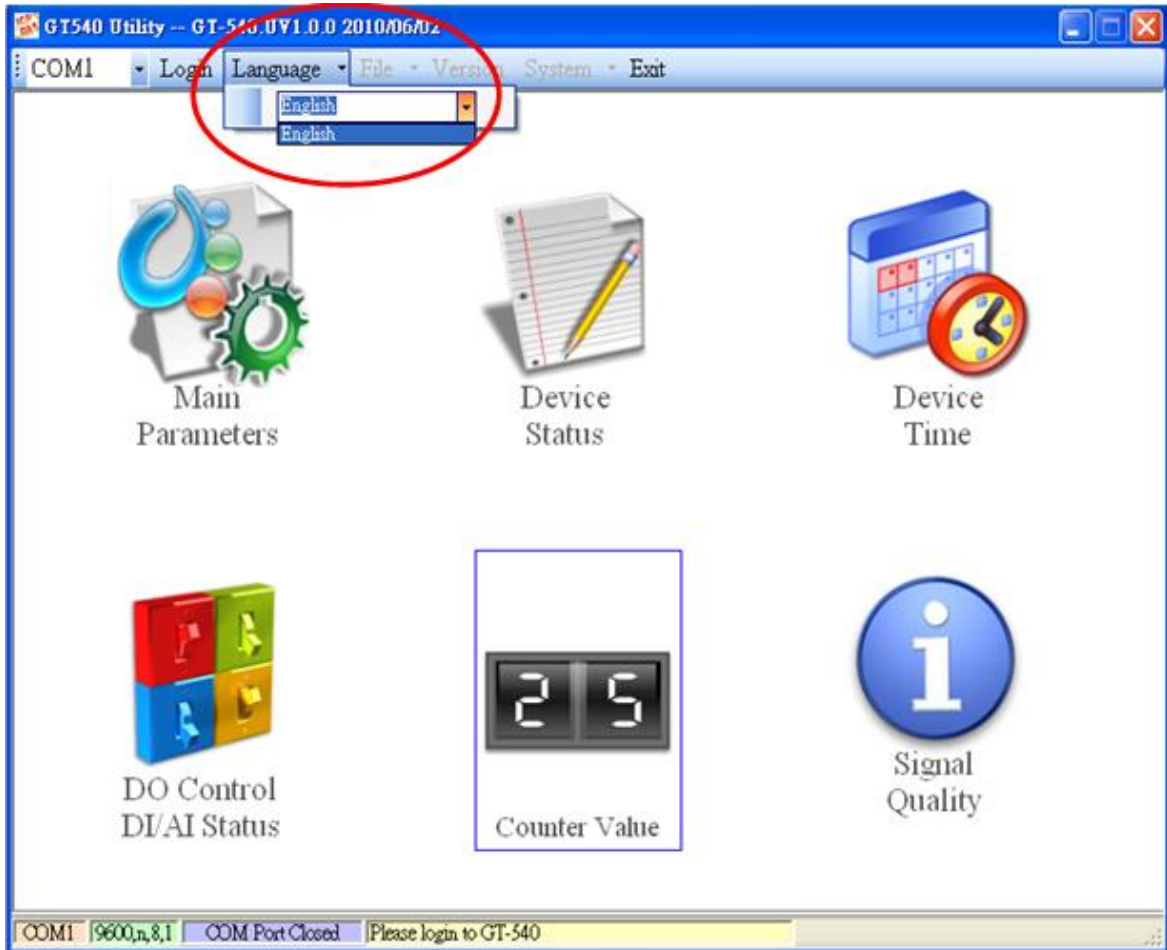 GT540 Utility -- GT-540.UV1.0.0 2010/06/02
COM1 Login Language File Version System Exit
English
English
Main
Parameters
Device
Status
Device
Time
25
DO Control
DI/AI Status
Counter Value
Signal
Quality
COM1 9600,n,8,1 COM Port Closed Please login to GT-540